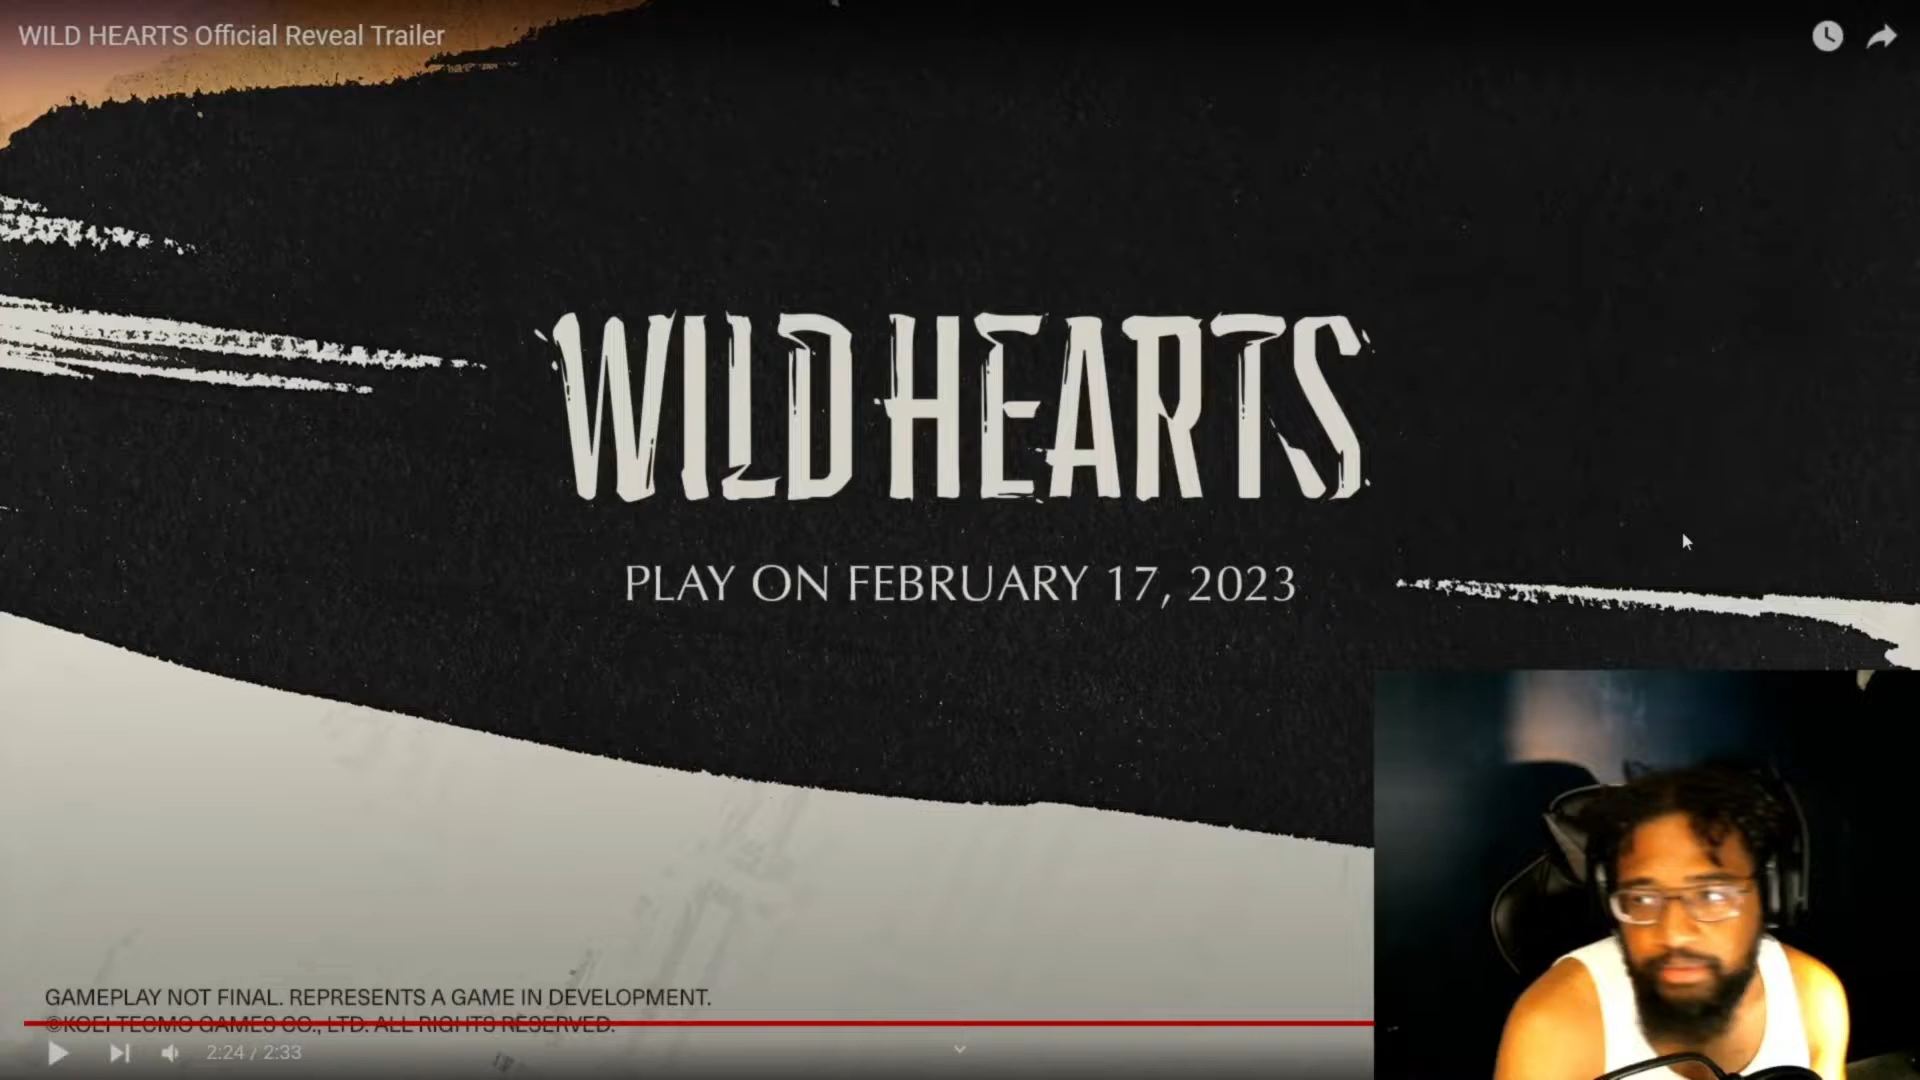 WILD HEARTS Official Reveal Trailer
WILD HEARTS
PLAY ON FEBRUARY 17, 2023
GAMEPLAY NOT FINAL. REPRESENTS A GAME IN DEVELOPMENT.
©KOEI TECMO GAMES CO., LTD. ALL RIGHTS RESERVED.
2:24 / 2:33